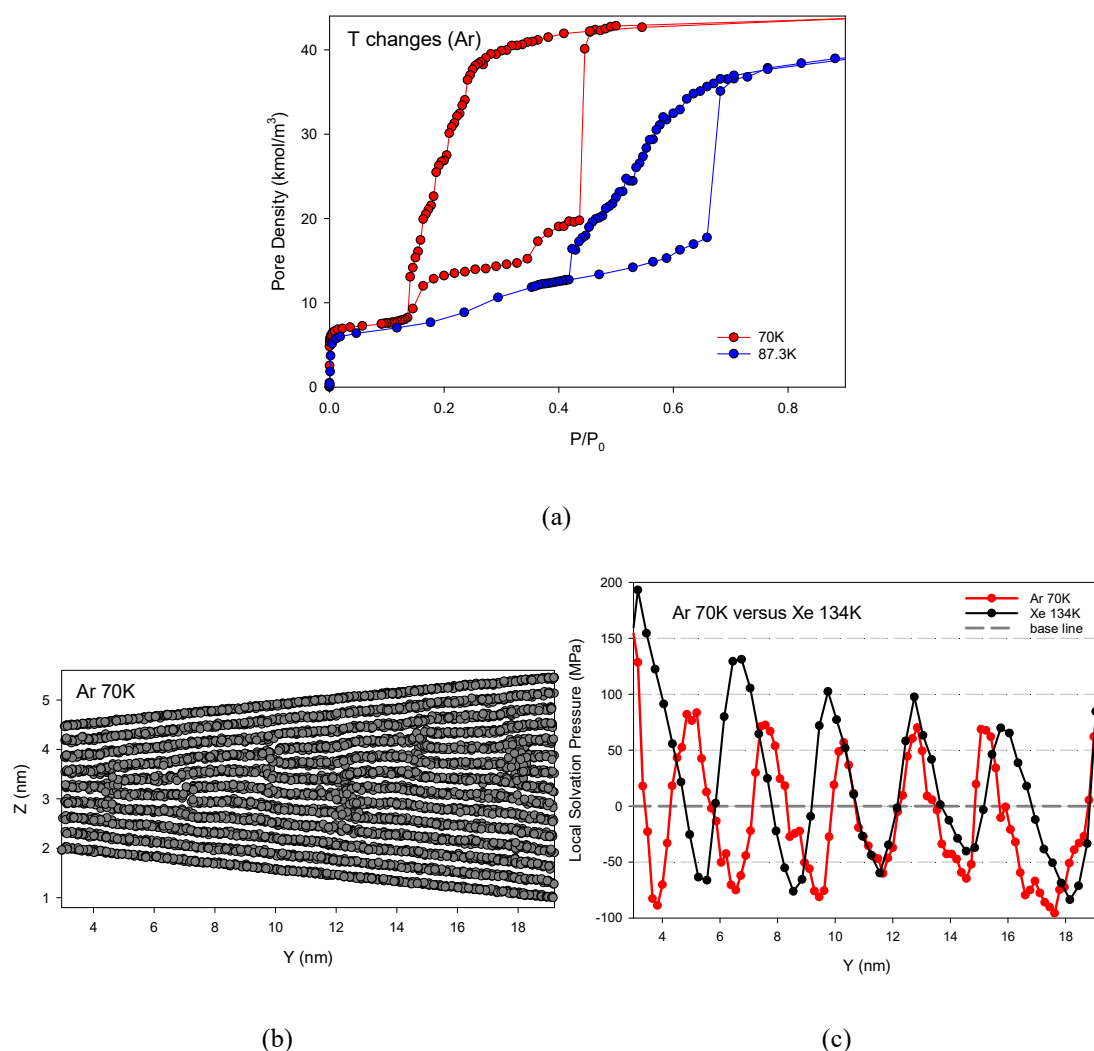 T changes (Ar)
Pore Density (kmol/m³)
40
30
20
10
0
0.0 0.2 0.4 0.6 0.8
P/P₀
70K
87.3K
(a)
Ar 70K
Z (nm)
5
4
3
2
1
4 6 8 10 12 14 16 18
Y (nm)
(b)
Ar 70K versus Xe 134K
Ar 70K
Xe 134K
base line
Local Solvation Pressure (MPa)
200
150
100
50
0
-50
-100
4 6 8 10 12 14 16 18
Y (nm)
(c)